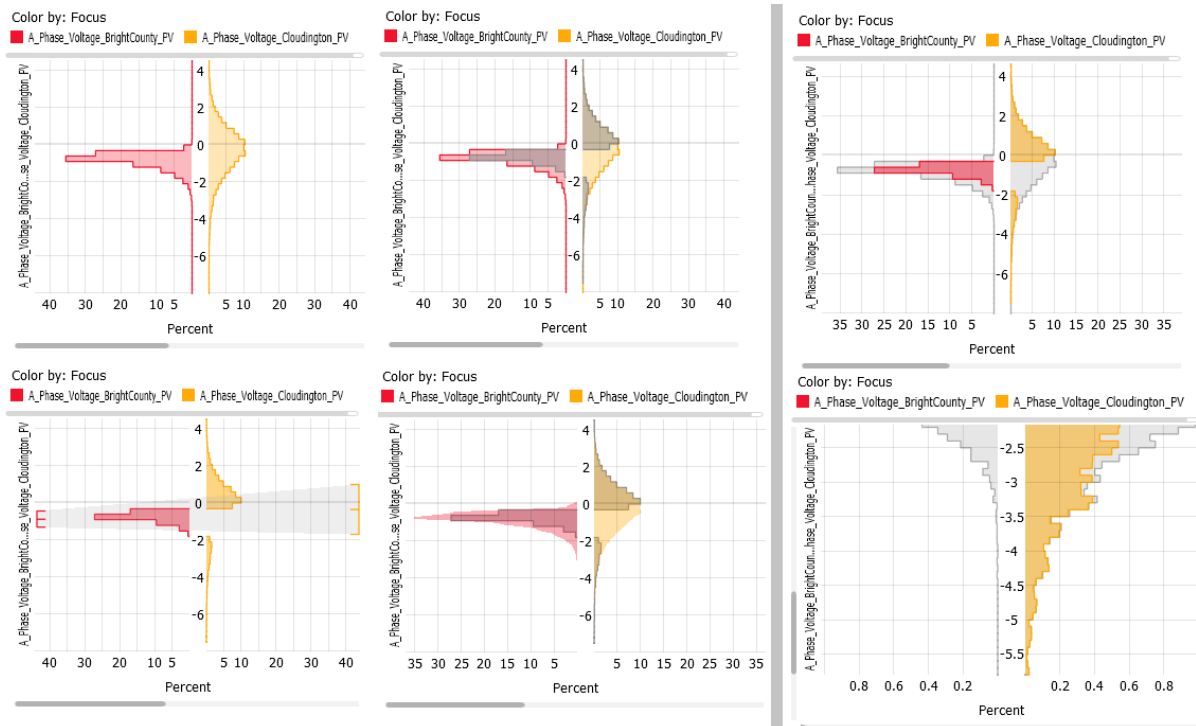 Color by: Focus
A_Phase_Voltage_BrightCounty_PV A_Phase_Voltage_Cloudington_PV
A_Phase_Voltage_BrightCo...se_Voltage_Cloudington_PV
4
2
0
-2
-4
-6
40 30 20 10 5 5 10 20 30 40
Percent
Color by: Focus
A_Phase_Voltage_BrightCounty_PV A_Phase_Voltage_Cloudington_PV
A_Phase_Voltage_BrightCo...se_Voltage_Cloudington_PV
4
2
0
-2
-4
-6
40 30 20 10 5 5 10 20 30 40
Percent
Color by: Focus
A_Phase_Voltage_BrightCounty_PV A_Phase_Voltage_Cloudington_PV
A_Phase_Voltage_BrightCoun...hase_Voltage_Cloudington_PV
4
2
0
-2
-4
-6
35 30 25 20 15 10 5 5 10 15 20 25 30 35
Percent
Color by: Focus
A_Phase_Voltage_BrightCounty_PV A_Phase_Voltage_Cloudington_PV
A_Phase_Voltage_BrightCo...se_Voltage_Cloudington_PV
4
2
0
-2
-4
-6
40 30 20 10 5 5 10 20 30 40
Percent
Color by: Focus
A_Phase_Voltage_BrightCounty_PV A_Phase_Voltage_Cloudington_PV
A_Phase_Voltage_BrightCo...se_Voltage_Cloudington_PV
4
2
0
-2
-4
-6
35 30 25 20 15 10 5 5 10 15 20 25 30 35
Percent
Color by: Focus
A_Phase_Voltage_BrightCounty_PV A_Phase_Voltage_Cloudington_PV
A_Phase_Voltage_BrightCoun...hase_Voltage_Cloudington_PV
-2.5
-3
-3.5
-4
-4.5
-5
-5.5
0.8 0.6 0.4 0.2 0.2 0.4 0.6 0.8
Percent